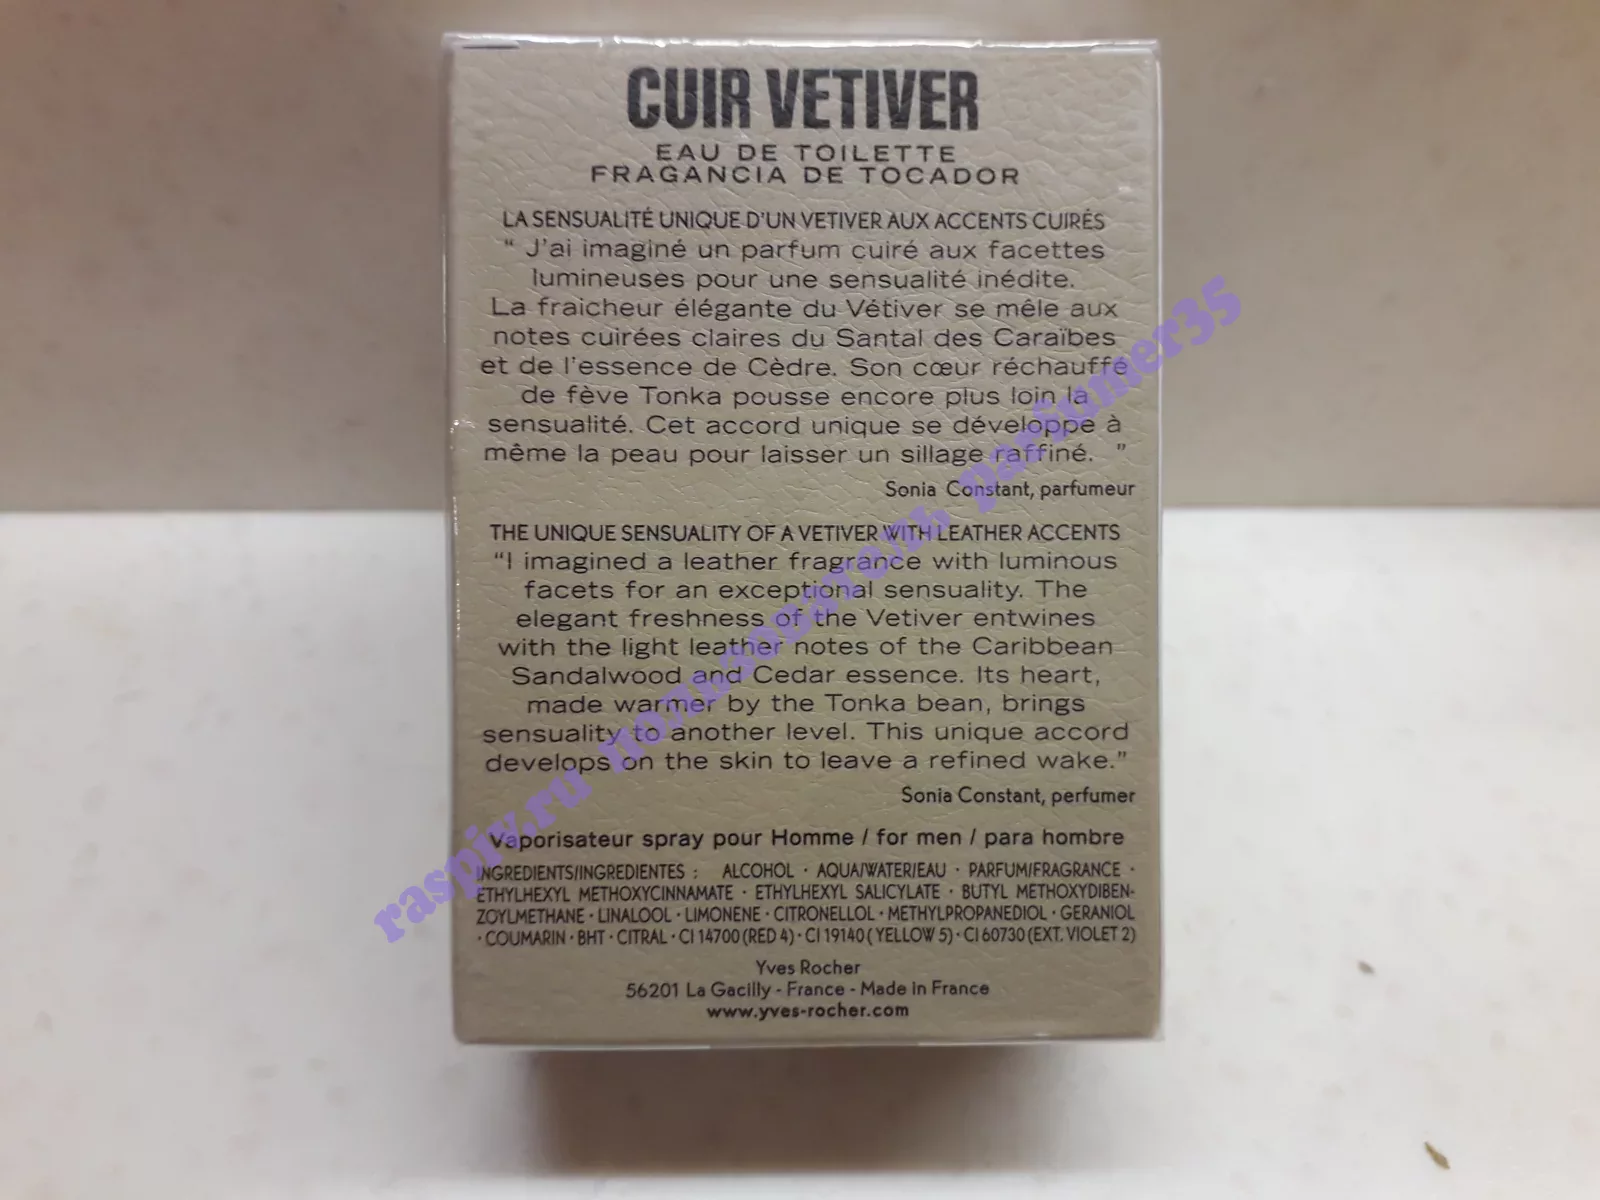 CUIR VETIVER
EAU DE TOILETTE
FRAGANCIA DE TOCADOR
LA SENSUALITÉ UNIQUE D'UN VETIVER AUX ACCENTS CUIRÉS
" J'ai imaginé un parfum cuiré aux facettes
lumineuses pour une sensualité inédite.
La fraicheur élégante du Vétiver se mêle aux
notes cuirées claires du Santal des Caraïbes
et de l'essence de Cèdre. Son cœur réchauffé
de fève Tonka pousse encore plus loin la
sensualité. Cet accord unique se développe à
même la peau pour laisser un sillage raffiné. "
Sonia Constant, parfumeur
THE UNIQUE SENSUALITY OF A VETIVER WITH LEATHER ACCENTS
"I imagined a leather fragrance with luminous
facets for an exceptional sensuality. The
elegant freshness of the Vetiver entwines
with the light leather notes of the Caribbean
Sandalwood and Cedar essence. Its heart,
made warmer by the Tonka bean, brings
sensuality to another level. This unique accord
develops on the skin to leave a refined wake."
Sonia Constant, perfumer
Vaporisateur spray pour Homme / for men / para hombre
INGREDIENTS/INGREDIENTES : ALCOHOL · AQUA/WATER/EAU · PARFUM/FRAGRANCE ·
ETHYLHEXYL METHOXYCINNAMATE · ETHYLHEXYL SALICYLATE · BUTYL METHOXYDIBEN-
ZOYLMETHANE · LINALOOL · LIMONENE · CITRONELLOL · METHYLPROPANEDIOL · GERANIOL
· COUMARIN · BHT · CITRAL · CI 14700 (RED 4) · CI 19140 ( YELLOW 5) · CI 60730 (EXT. VIOLET 2)
Yves Rocher
56201 La Gacilly - France - Made in France
www.yves-rocher.com
raspiv.ru пользователь parfumer35